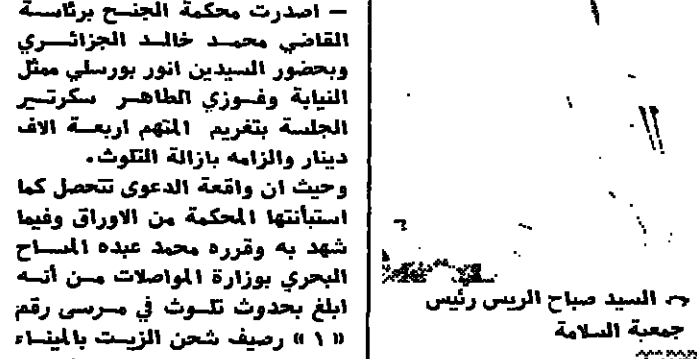 — اصدرت محكمة الجنح برئاسة
القاضي محمد خالد الجزائري
وبحضور السيدين انور بورسلي ممثل
النيابة وفوزي الطاهر سكرتير
الجلسة بتغريم المتهم اربعة الاف
دينار والزامه بازالة التلوث.
وحيث ان واقعة الدعوى تتحصل كما
استبأنتها المحكمة من الاوراق وفيما
شهد به وقرره محمد عبده المساح
البحري بوزارة المواصلات من أنه
ابلغ بحدوث تلوث في مرسى رقم
« ١ » رصيف شحن الزيت بالميناء
السيد صباح الريس رئيس
جمعية السلامة